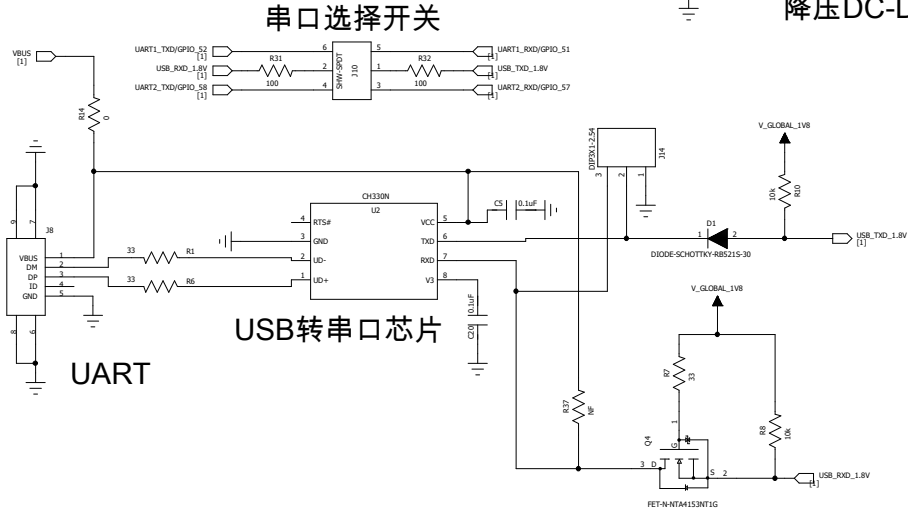 串口选择开关
降压DC-D
VBUS
[1]
R14
0
UART1_TXD/GPIO_52
[1]
USB_RXD_1.8V
[1]
UART2_TXD/GPIO_58
[1]
R31
100
6
2
4
SHW-SPDT
J10
5
1
3
R32
100
UART1_RXD/GPIO_51
[1]
USB_TXD_1.8V
[1]
UART2_RXD/GPIO_57
[1]
DIP3X1-2.54
J14
3
2
1
V_GLOBAL_1V8
10k
R10
CH330N
U2
4
RTS#
3
GND
2
UD-
1
UD+
VCC
5
TXD
6
RXD
7
V3
8
C5
0.1uF
C20
0.1uF
D1
1
2
DIODE-SCHOTTKY-RB521S-30
USB_TXD_1.8V
[1]
9
7
J8
VBUS
1
DM
2
DP
3
ID
4
GND
5
8
6
33
R1
33
R6
USB转串口芯片
UART
R37
NF
V_GLOBAL_1V8
R7
33
R8
10k
1
Q4
G
3
D
S
2
USB_RXD_1.8V
[1]
FET-N-NTA4153NT1G